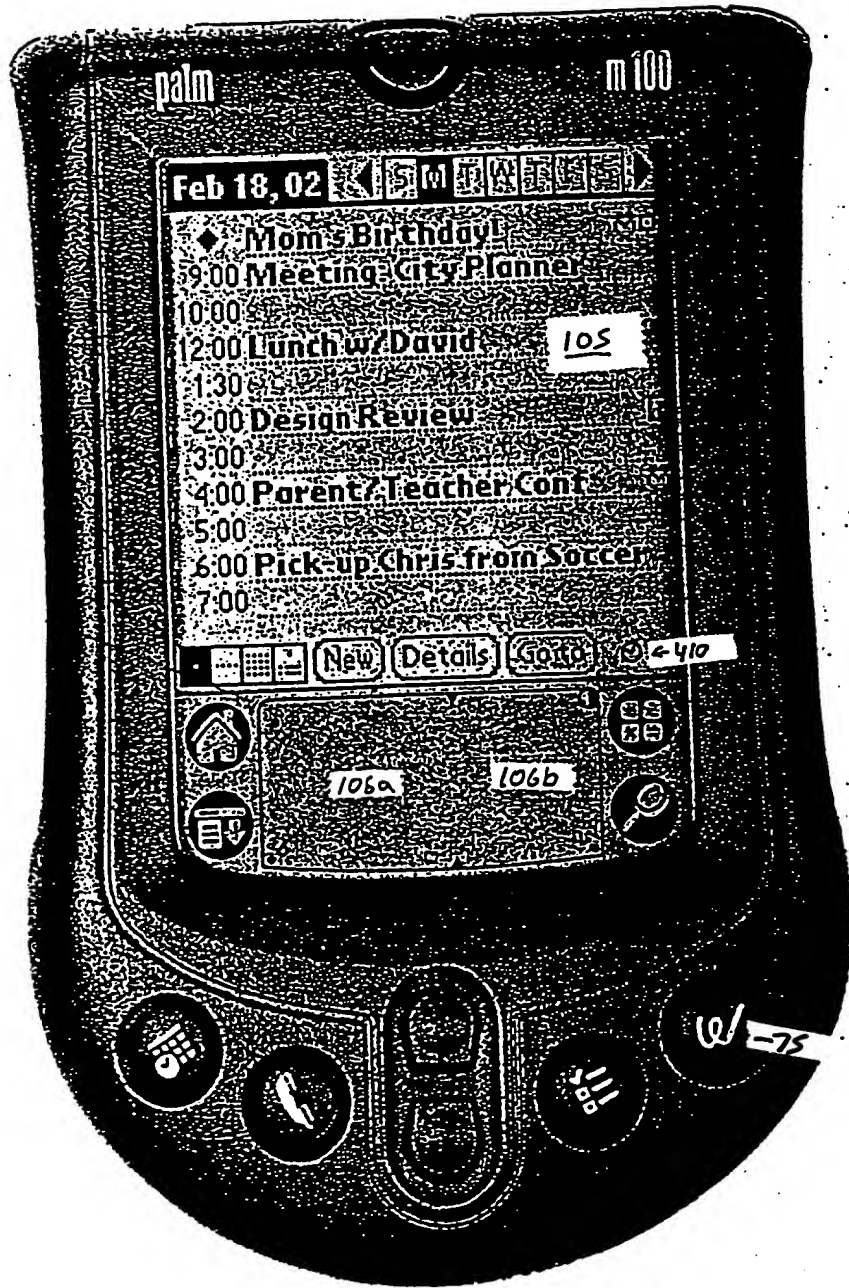 palm m100
Feb 18, 02 S M T W T F S
Mom's Birthday!
9:00 Meeting-City Planner
10:00
12:00 Lunch w/David 105
1:30
2:00 Design Review
3:00
4:00 Parent/Teacher Conf
5:00
6:00 Pick-up Chris from Soccer
7:00
New Details Go to 410
106a 106b
75